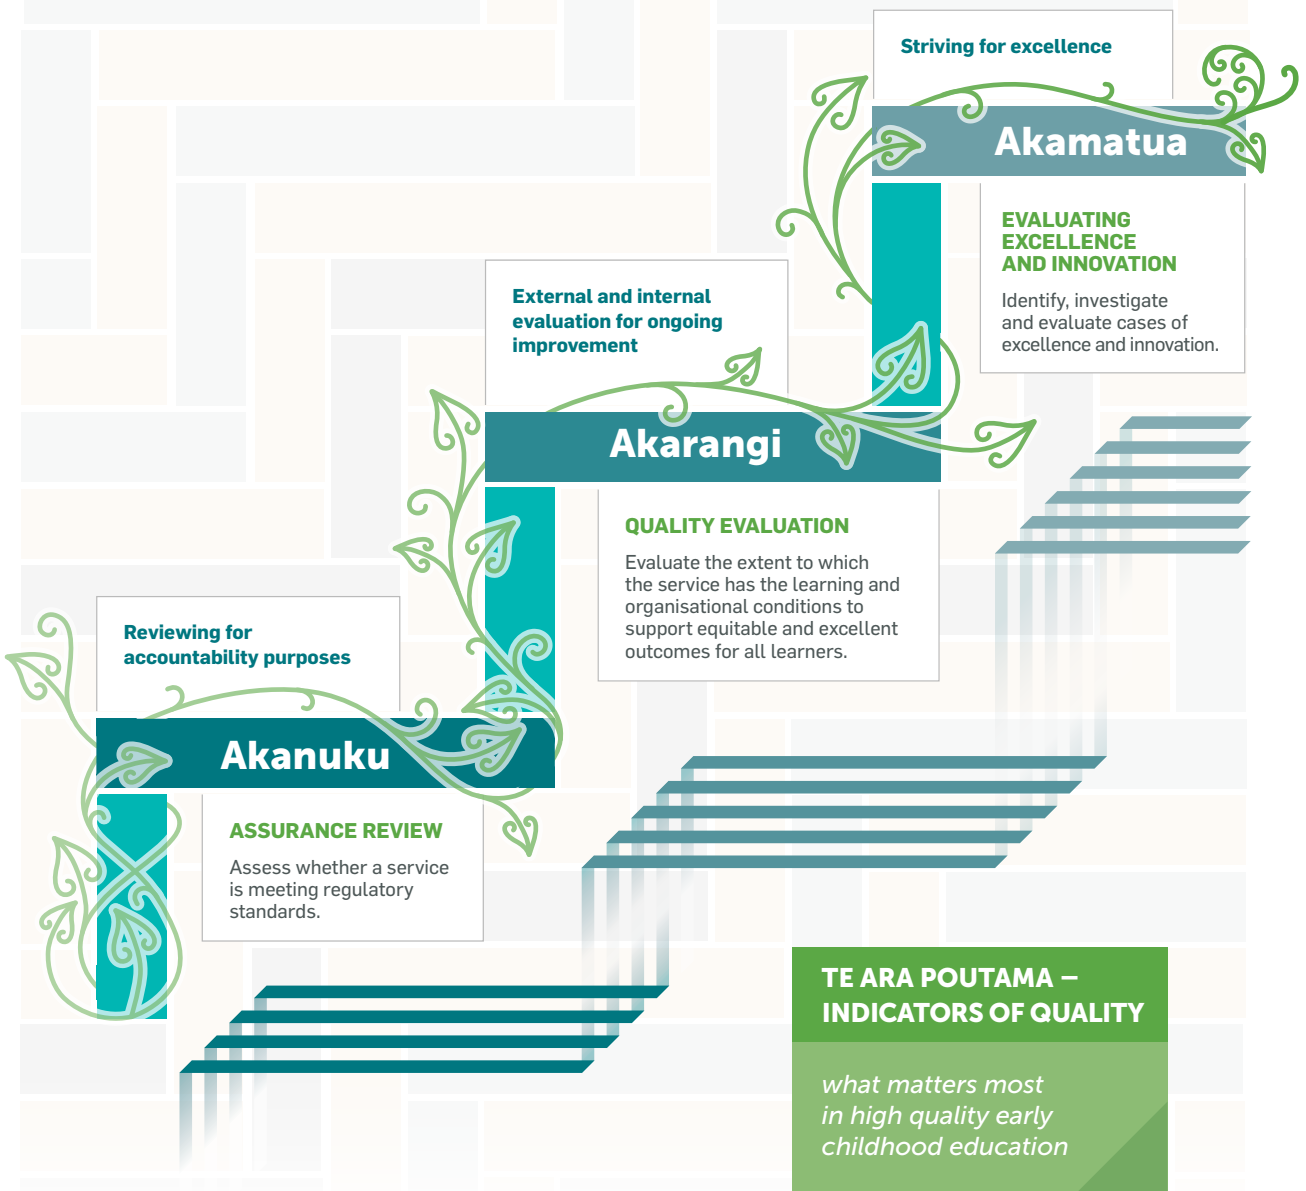 Striving for excellence
Akamatua
EVALUATING
EXCELLENCE
AND INNOVATION
Identify, investigate
and evaluate cases of
excellence and innovation.
External and internal
evaluation for ongoing
improvement
Akarangi
QUALITY EVALUATION
Evaluate the extent to which
the service has the learning and
organisational conditions to
support equitable and excellent
outcomes for all learners.
Reviewing for
accountability purposes
Akanuku
ASSURANCE REVIEW
Assess whether a service
is meeting regulatory
standards.
TE ARA POUTAMA –
INDICATORS OF QUALITY
what matters most
in high quality early
childhood education